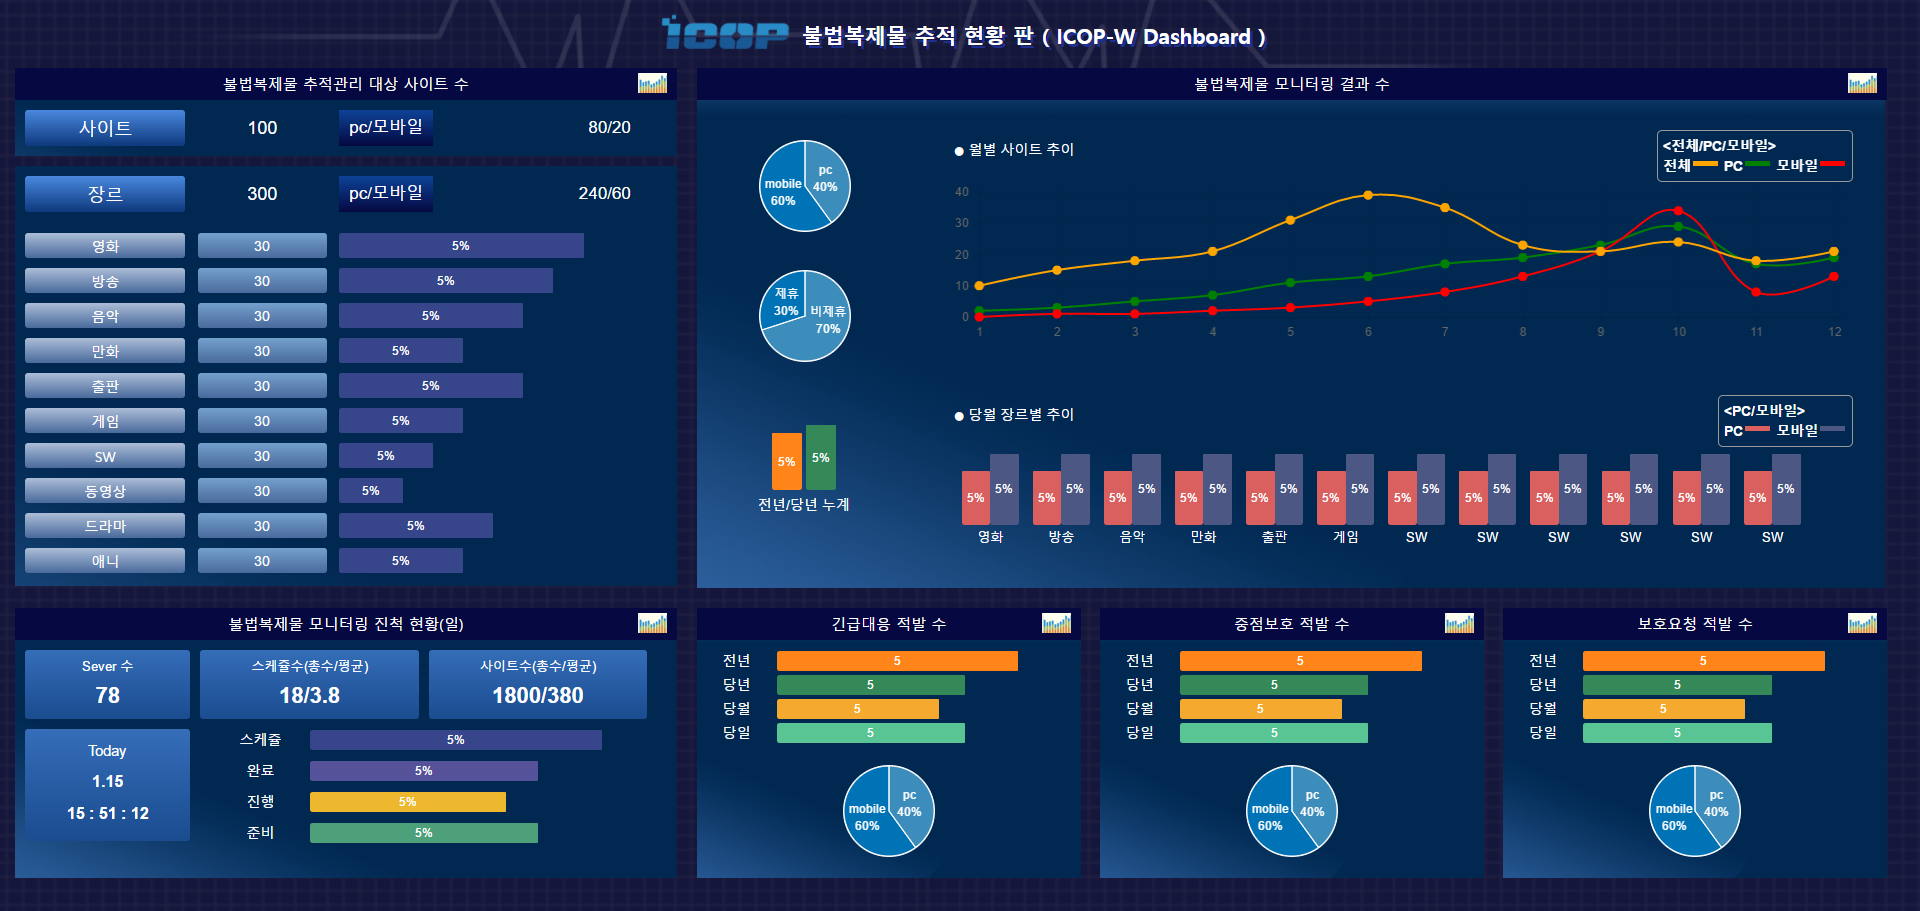 iCOP 불법복제물 추적 현황 판 ( ICOP-W Dashboard )
불법복제물 추적관리 대상 사이트 수
사이트 100 pc/모바일 80/20
장르 300 pc/모바일 240/60
영화 30 5%
방송 30 5%
음악 30 5%
만화 30 5%
출판 30 5%
게임 30 5%
SW 30 5%
동영상 30 5%
드라마 30 5%
애니 30 5%
불법복제물 모니터링 결과 수
pc
40%
mobile
60%
제휴
30%
비제휴
70%
5% 5%
전년/당년 누계
● 월별 사이트 추이
<전체/PC/모바일>
전체 PC 모바일
40
30
20
10
0
1 2 3 4 5 6 7 8 9 10 11 12
● 당월 장르별 추이
<PC/모바일>
PC 모바일
5% 5% 5% 5% 5% 5% 5% 5% 5% 5% 5% 5% 5% 5% 5% 5% 5% 5% 5% 5% 5% 5% 5% 5%
영화 방송 음악 만화 출판 게임 SW SW SW SW SW SW
불법복제물 모니터링 진척 현황(일)
Sever 수
78
스케쥴수(총수/평균)
18/3.8
사이트수(총수/평균)
1800/380
Today
1.15
15 : 51 : 12
스케쥴 5%
완료 5%
진행 5%
준비 5%
긴급대응 적발 수
전년 5
당년 5
당월 5
당일 5
pc
40%
mobile
60%
중점보호 적발 수
전년 5
당년 5
당월 5
당일 5
pc
40%
mobile
60%
보호요청 적발 수
전년 5
당년 5
당월 5
당일 5
pc
40%
mobile
60%